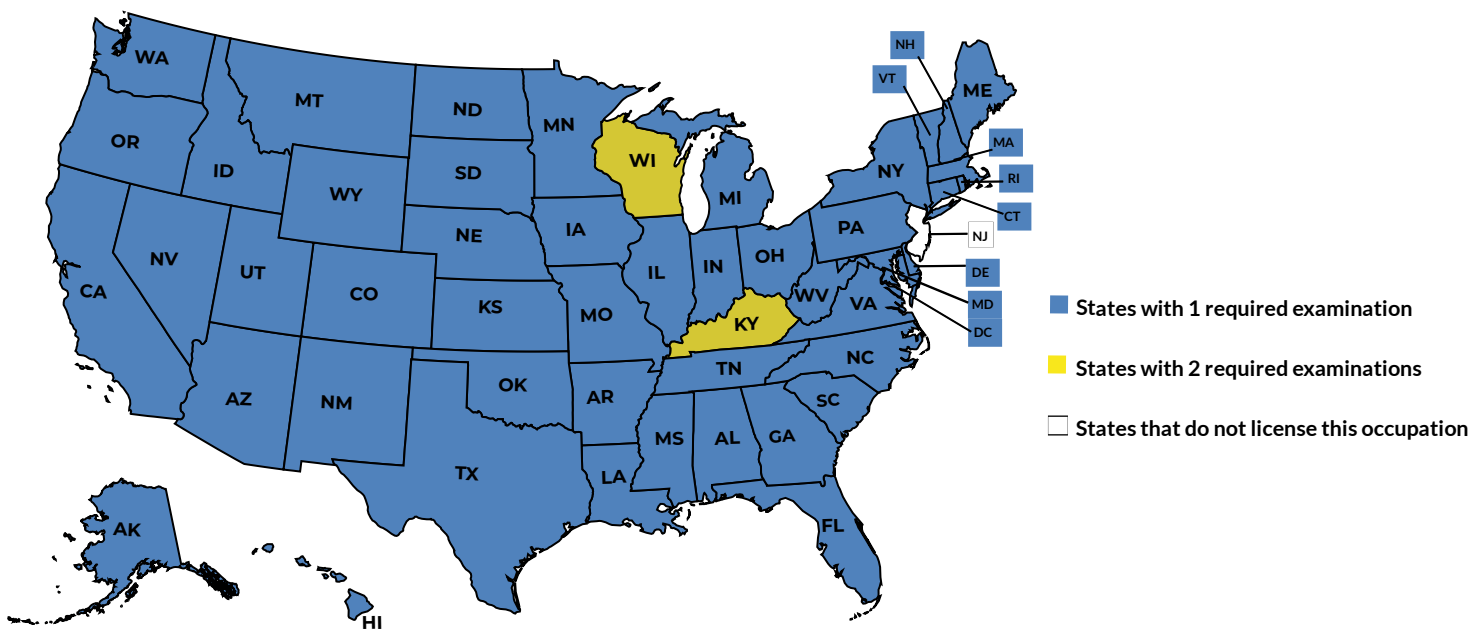 NH
WA
VT
ME
MT
ND
MN
OR
MA
WI
ID
SD
NY
RI
WY
MI
CT
PA
IA
NE
NJ
NV
OH
UT
IL
IN
DE
CA
CO
WV
VA
MD
KS
MO
KY
DC
States with 1 required examination
NC
TN
States with 2 required examinations
OK
AZ
NM
AR
SC
MS
AL
GA
States that do not license this occupation
TX
LA
AK
FL
HI